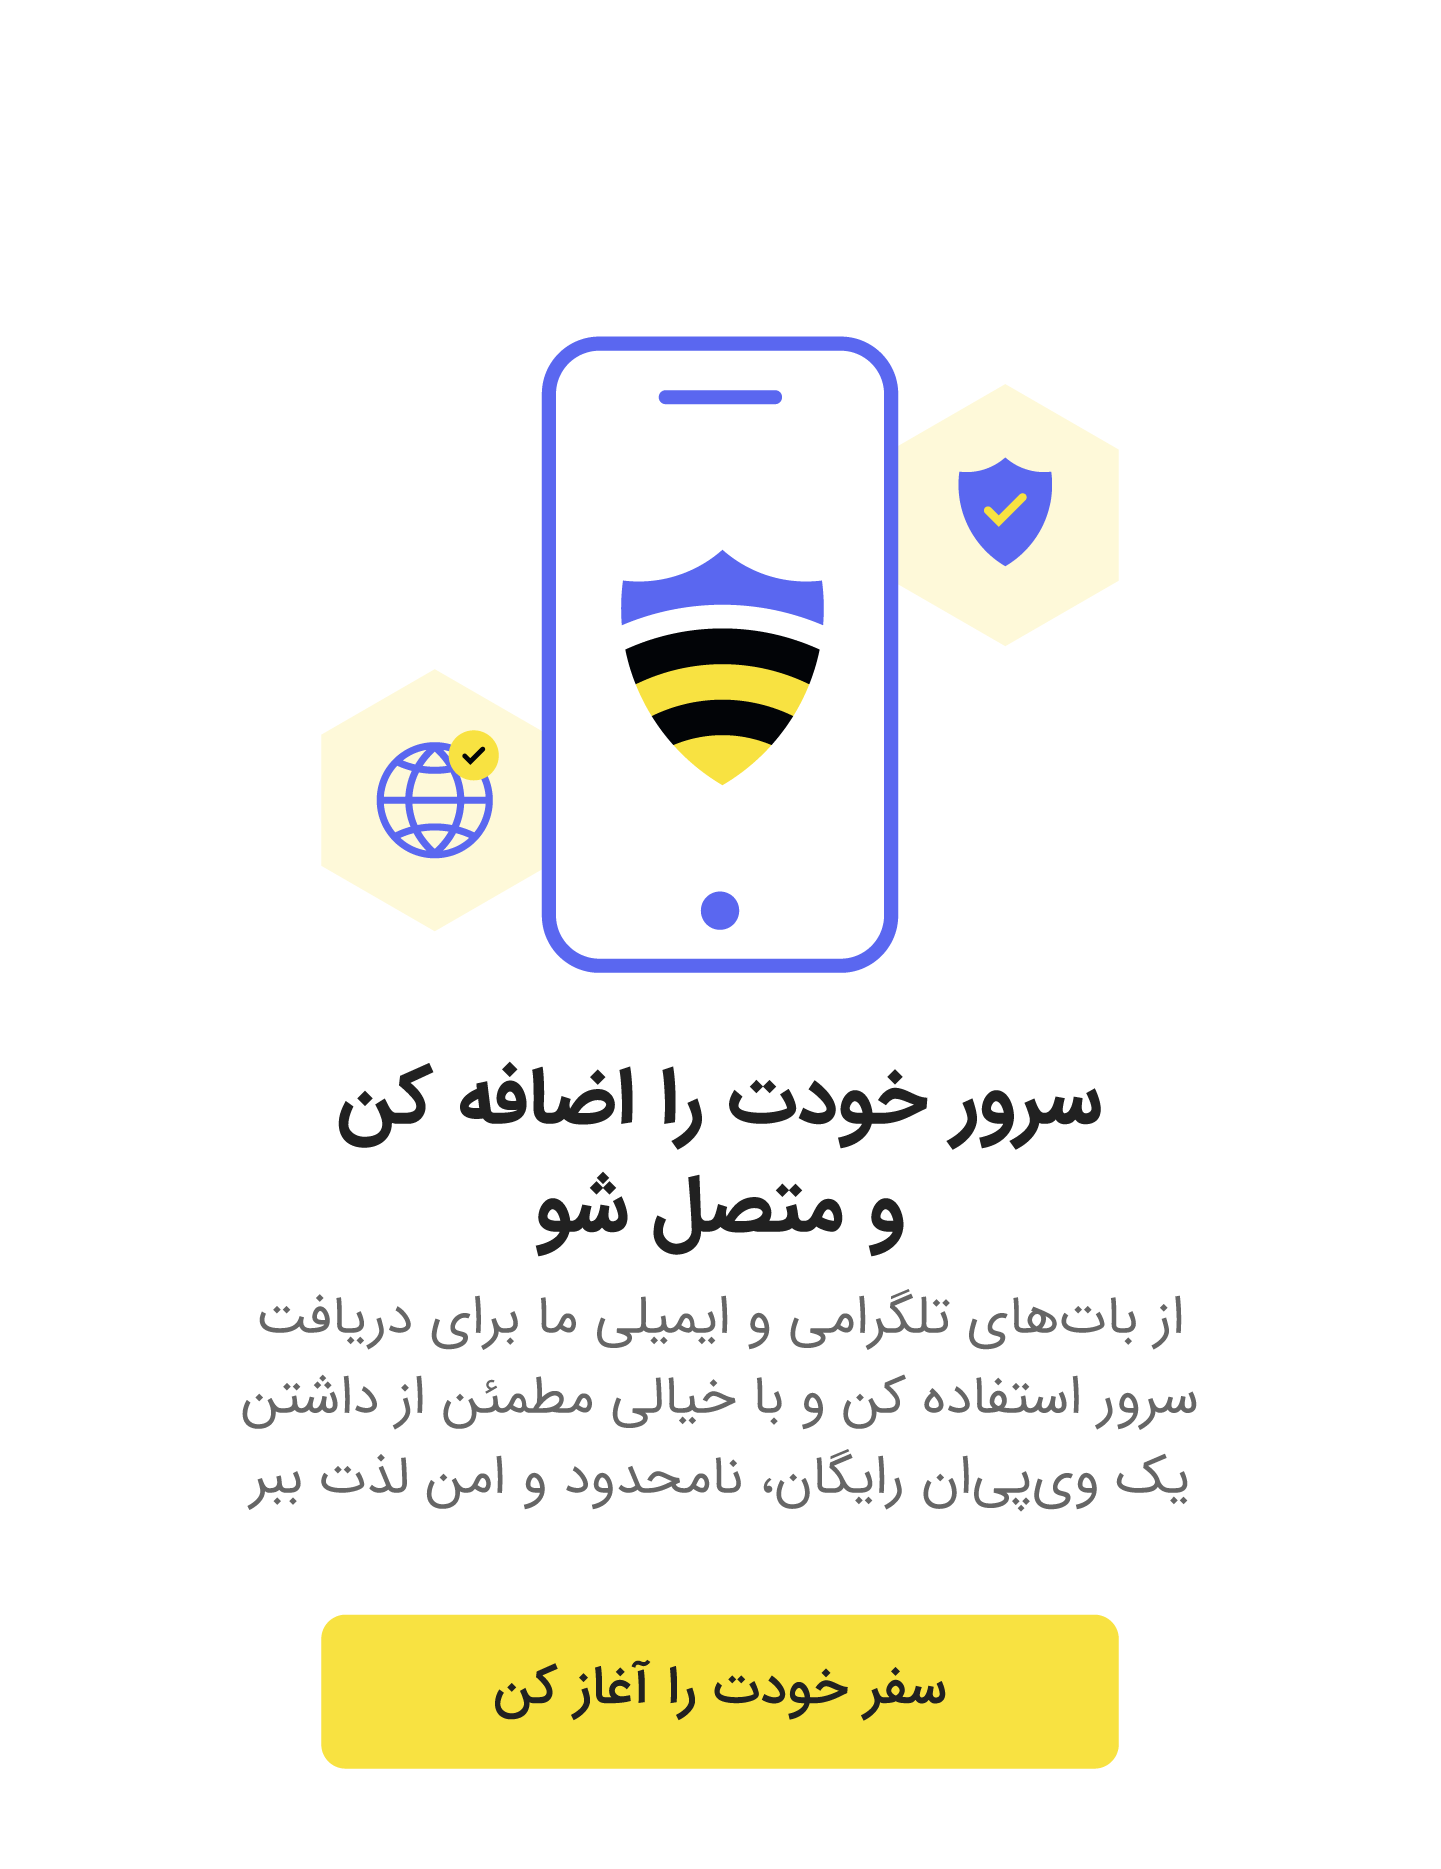 سرور خودت را اضافه کن
و متصل شو
از بات‌های تلگرامی و ایمیلی ما برای دریافت
سرور استفاده کن و با خیالی مطمئن از داشتن
یک وی‌پی‌ان رایگان، نامحدود و امن لذت ببر
سفر خودت را آغاز کن